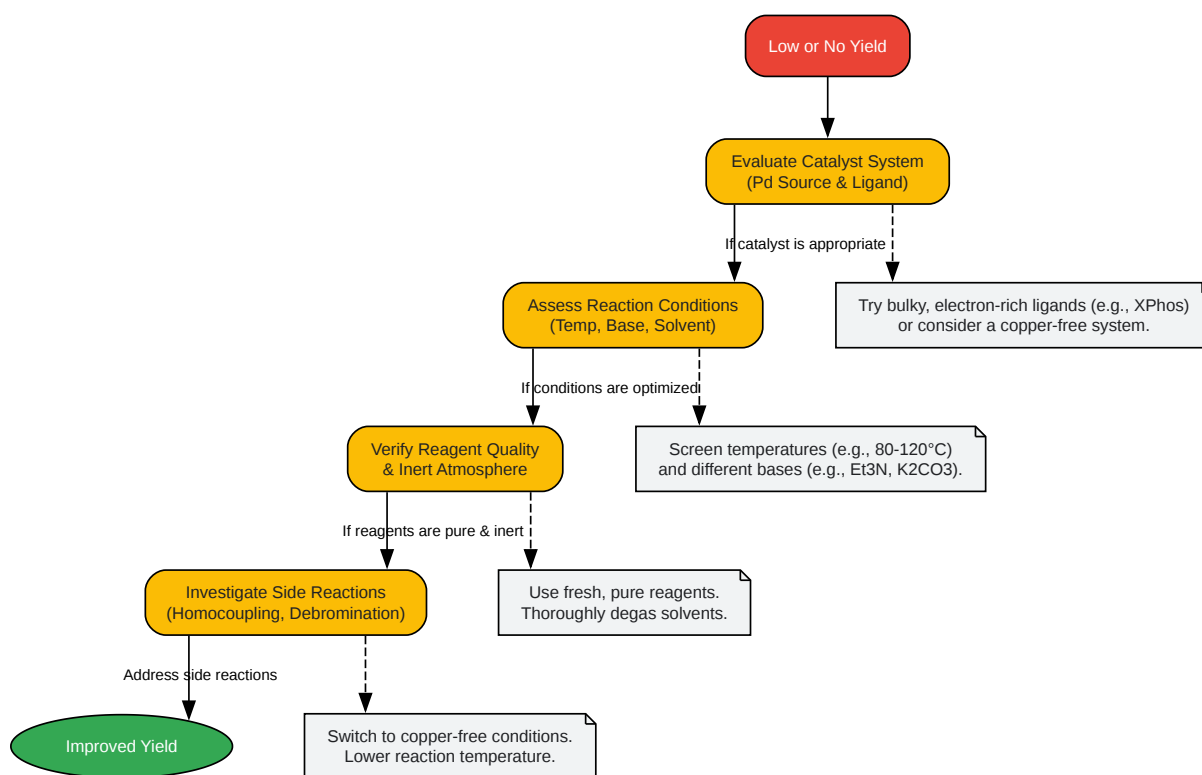 Low or No Yield
Evaluate Catalyst System
(Pd Source & Ligand)
If catalyst is appropriate
Assess Reaction Conditions
(Temp, Base, Solvent)
Try bulky, electron-rich ligands (e.g., XPhos)
or consider a copper-free system.
If conditions are optimized
Verify Reagent Quality
& Inert Atmosphere
Screen temperatures (e.g., 80-120°C)
and different bases (e.g., Et3N, K2CO3).
If reagents are pure & inert
Investigate Side Reactions
(Homocoupling, Debromination)
Use fresh, pure reagents.
Thoroughly degas solvents.
Address side reactions
Improved Yield
Switch to copper-free conditions.
Lower reaction temperature.